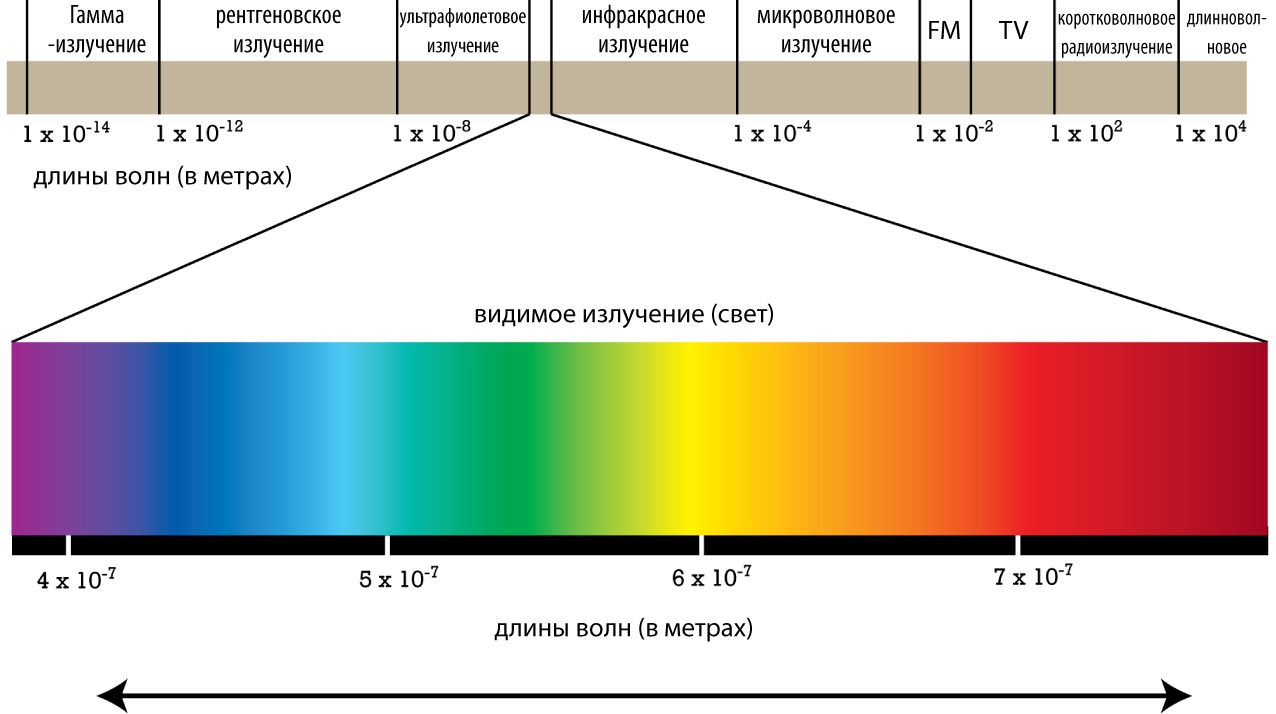 Гамма
-излучение
рентгеновское
излучение
ультрафиолетовое
излучение
инфракрасное
излучение
микроволновое
излучение
FM
TV
коротковолновое
радиоизлучение
длинновол-
новое
1 x 10⁻¹⁴
1 x 10⁻¹²
1 x 10⁻⁸
1 x 10⁻⁴
1 x 10⁻²
1 x 10²
1 x 10⁴
длины волн (в метрах)
видимое излучение (свет)
4 x 10⁻⁷
5 x 10⁻⁷
6 x 10⁻⁷
7 x 10⁻⁷
длины волн (в метрах)